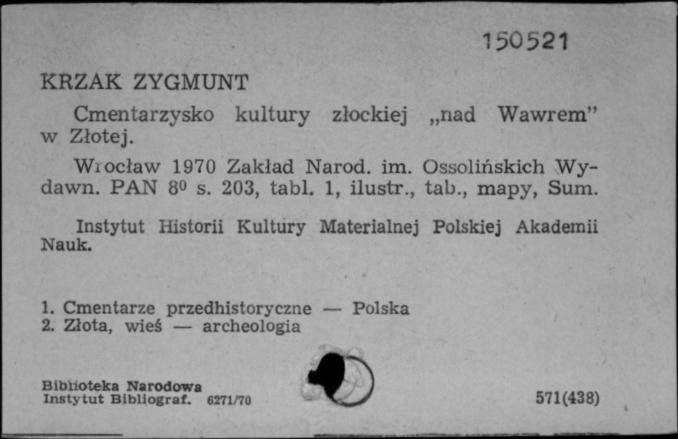 150521
KRZAK ZYGMUNT
Cmentarzysko kultury złockiej „nad Wawrem”
w Złotej.
Wrocław 1970 Zakład Narod. im. Ossolińskich Wy-
dawn. PAN 8⁰ s. 203, tabl. 1, ilustr., tab., mapy, Sum.
Instytut Historii Kultury Materialnej Polskiej Akademii
Nauk.
1. Cmentarze przedhistoryczne — Polska
2. Złota, wieś — archeologia
Biblioteka Narodowa
Instytut Bibliograf. 6271/70
571(438)